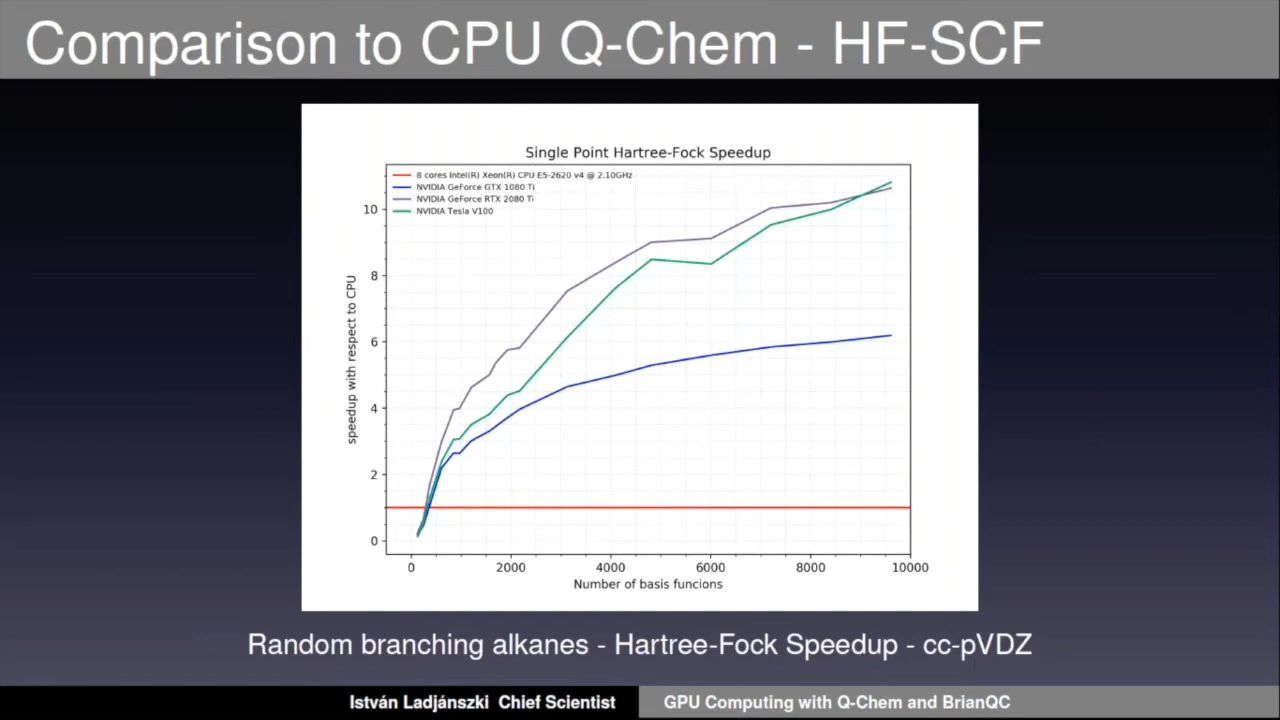 Comparison to CPU Q-Chem - HF-SCF
Single Point Hartree-Fock Speedup
8 cores Intel(R) Xeon(R) CPU E5-2620 v4 @ 2.10GHz
NVIDIA GeForce GTX 1080 Ti
NVIDIA GeForce RTX 2080 Ti
NVIDIA Tesla V100
speedup with respect to CPU
10
8
6
4
2
0
0 2000 4000 6000 8000 10000
Number of basis funcions
Random branching alkanes - Hartree-Fock Speedup - cc-pVDZ
István Ladjánszki Chief Scientist
GPU Computing with Q-Chem and BrianQC